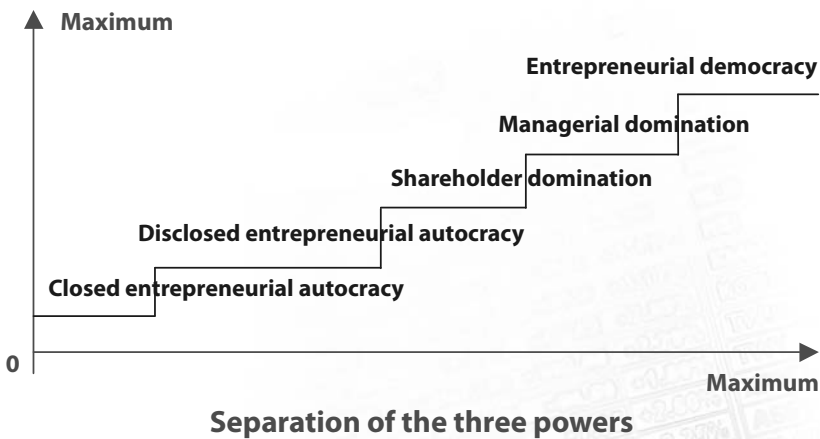 Maximum
Entrepreneurial democracy
Managerial domination
Shareholder domination
Disclosed entrepreneurial autocracy
Closed entrepreneurial autocracy
0
Maximum
Separation of the three powers